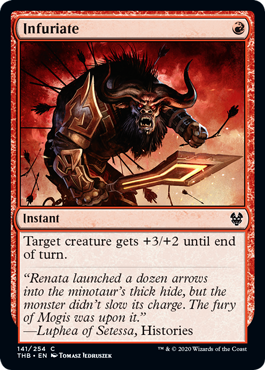 Infuriate
Instant
Target creature gets +3/+2 until end
of turn.
“Renata launched a dozen arrows
into the minotaur's thick hide, but the
monster didn't slow its charge. The fury
of Mogis was upon it.”
—Luphea of Setessa, Histories
141/254 C
THB • EN Tomasz Jedruszek
™ & © 2020 Wizards of the Coast